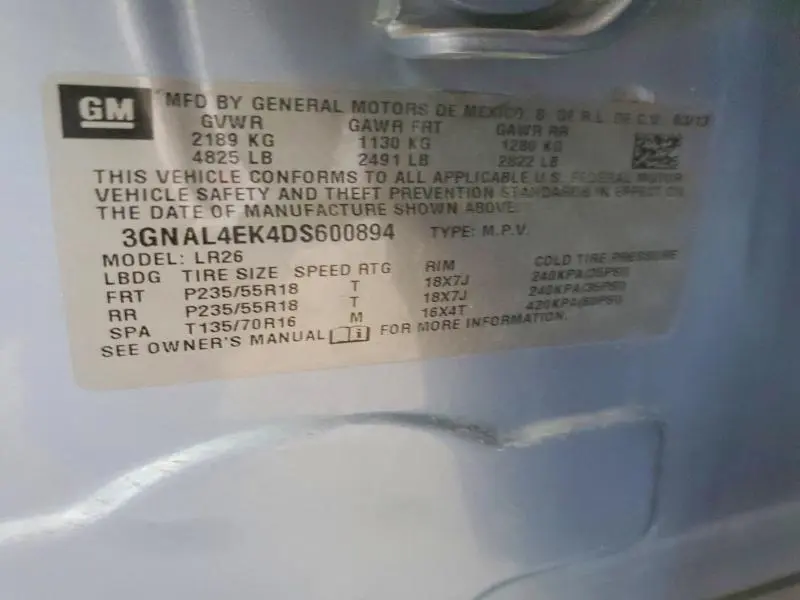 GM MFD BY GENERAL MOTORS DE MEXICO, S. DE R.L. DE C.V. 03/13
GVWR GAWR FRT GAWR RR
2189 KG 1130 KG 1280 KG
4825 LB 2491 LB 2822 LB
THIS VEHICLE CONFORMS TO ALL APPLICABLE U.S. FEDERAL MOTOR
VEHICLE SAFETY AND THEFT PREVENTION STANDARDS IN EFFECT ON
THE DATE OF MANUFACTURE SHOWN ABOVE.
3GNAL4EK4DS600894 TYPE: M.P.V.
MODEL: LR26
LBDG TIRE SIZE SPEED RTG RIM COLD TIRE PRESSURE
FRT P235/55R18 T 18X7J 240KPA(35PSI)
RR P235/55R18 T 18X7J 240KPA(35PSI)
SPA T135/70R16 M 16X4T 420KPA(60PSI)
SEE OWNER'S MANUAL FOR MORE INFORMATION.